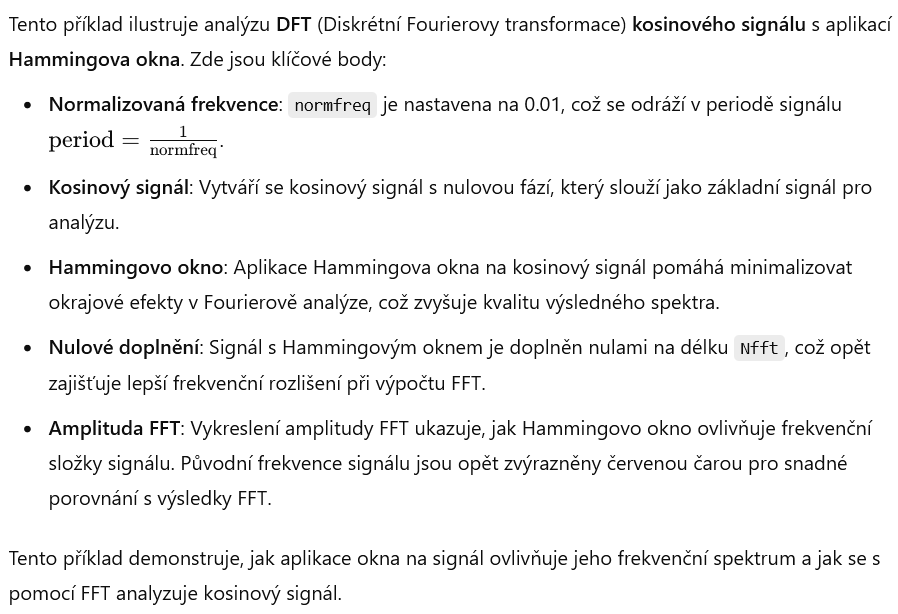 Tento příklad ilustruje analýzu DFT (Diskrétní Fourierovy transformace) kosinového signálu s aplikací
Hammingova okna. Zde jsou klíčové body:
• Normalizovaná frekvence: normfreq je nastavena na 0.01, což se odráží v periodě signálu
period = 1/normfreq.
• Kosinový signál: Vytváří se kosinový signál s nulovou fází, který slouží jako základní signál pro
analýzu.
• Hammingovo okno: Aplikace Hammingova okna na kosinový signál pomáhá minimalizovat
okrajové efekty v Fourierově analýze, což zvyšuje kvalitu výsledného spektra.
• Nulové doplnění: Signál s Hammingovým oknem je doplněn nulami na délku Nfft, což opět
zajišťuje lepší frekvenční rozlišení při výpočtu FFT.
• Amplituda FFT: Vykreslení amplitudy FFT ukazuje, jak Hammingovo okno ovlivňuje frekvenční
složky signálu. Původní frekvence signálu jsou opět zvýrazněny červenou čarou pro snadné
porovnání s výsledky FFT.
Tento příklad demonstruje, jak aplikace okna na signál ovlivňuje jeho frekvenční spektrum a jak se s
pomocí FFT analyzuje kosinový signál.